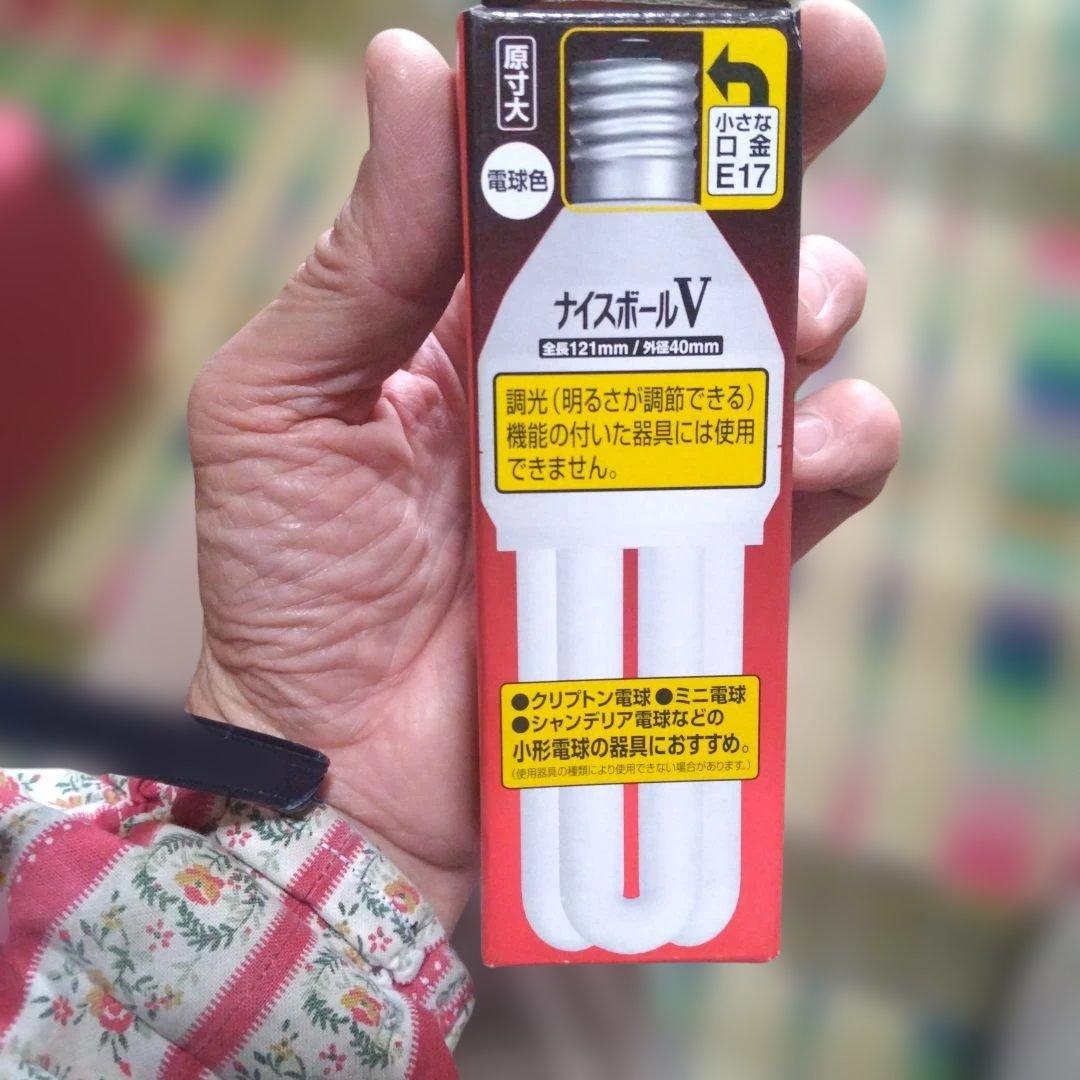 原寸大
電球色
小さな
口金
E17
ナイスボールV
全長121mm / 外径40mm
調光（明るさが調節できる）
機能の付いた器具には使用
できません。
●クリプトン電球 ●ミニ電球
●シャンデリア電球などの
小形電球の器具におすすめ。
（使用器具の種類により使用できない場合があります。）